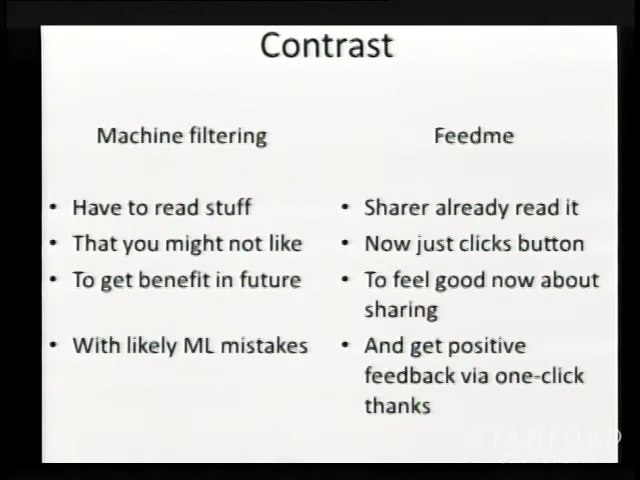 Contrast
Machine filtering
• Have to read stuff
• That you might not like
• To get benefit in future
• With likely ML mistakes
Feedme
• Sharer already read it
• Now just clicks button
• To feel good now about
sharing
• And get positive
feedback via one-click
thanks
STANFORD